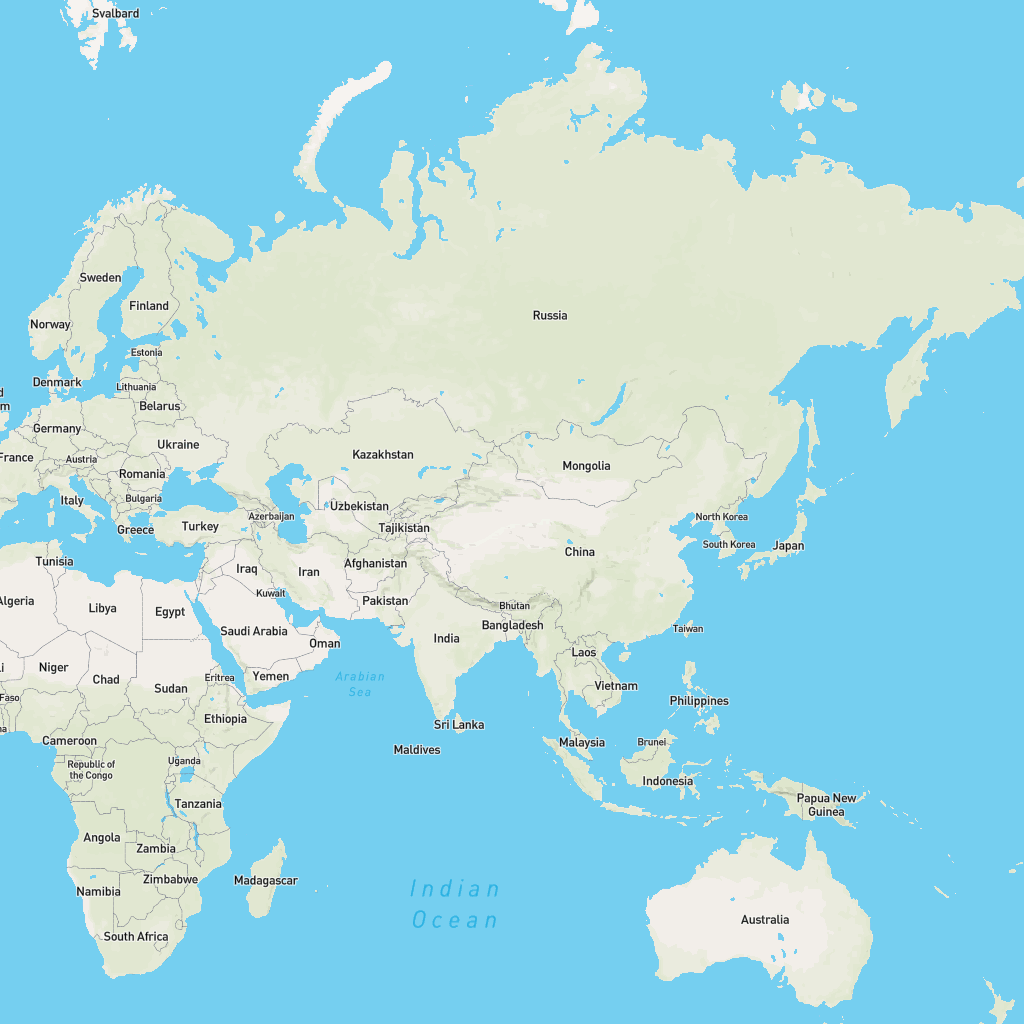 Svalbard
Sweden
Finland
Russia
Norway
Estonia
Denmark
Lithuania
d
m
Belarus
Germany
Ukraine
France
Austria
Kazakhstan
Mongolia
Romania
Italy
Bulgaria
Uzbekistan
Azerbaijan
North Korea
Greece
Turkey
Tajikistan
South Korea
Japan
China
Tunisia
Iraq
Iran
Afghanistan
Kuwait
Algeria
Libya
Egypt
Pakistan
Bhutan
Bangladesh
Saudi Arabia
India
Taiwan
Oman
Laos
li
Niger
Chad
Sudan
Eritrea
Yemen
Arabian
Sea
Vietnam
Faso
Philippines
Ethiopia
Sri Lanka
na
Cameroon
Maldives
Malaysia
Brunei
Republic of
the Congo
Uganda
Indonesia
Tanzania
Papua New
Guinea
Angola
Zambia
Zimbabwe
Madagascar
Namibia
Indian
Ocean
Australia
South Africa